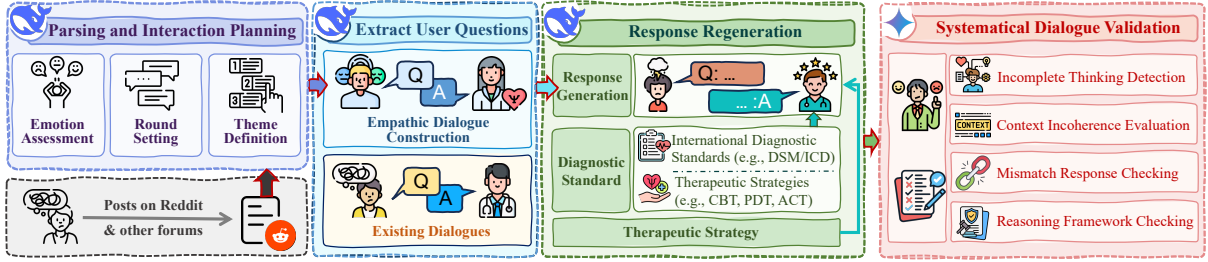 Parsing and Interaction Planning
Emotion
Assessment
Round
Setting
Theme
Definition
Posts on Reddit
& other forums
Extract User Questions
Q
A
Empathic Dialogue
Construction
Q
A
Existing Dialogues
Response Regeneration
Response
Generation
Q: ...
... :A
Diagnostic
Standard
International Diagnostic
Standards (e.g., DSM/ICD)
Therapeutic Strategies
(e.g., CBT, PDT, ACT)
Therapeutic Strategy
Systematical Dialogue Validation
Incomplete Thinking Detection
CONTEXT
Context Incoherence Evaluation
Mismatch Response Checking
Reasoning Framework Checking